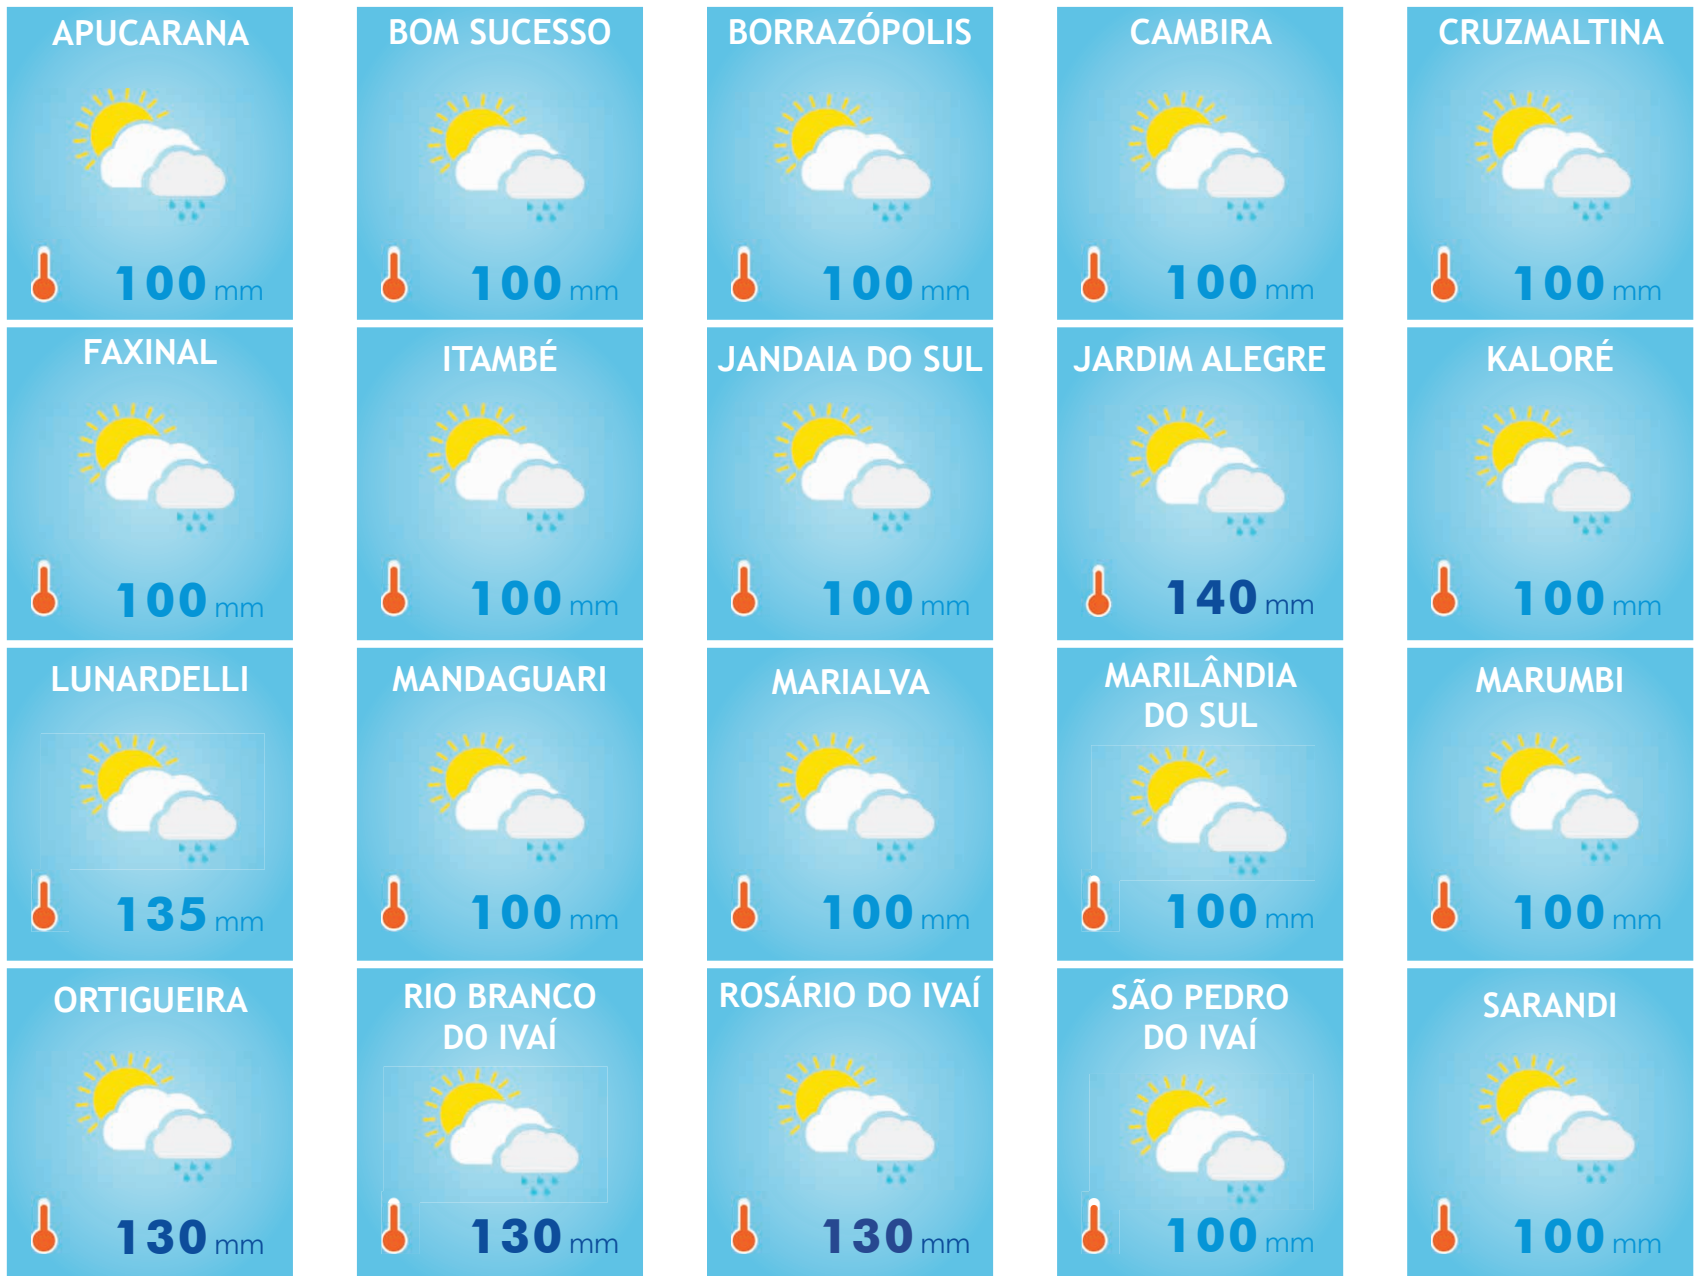 APUCARANA
100 mm
BOM SUCESSO
100 mm
BORRAZÓPOLIS
100 mm
CAMBIRA
100 mm
CRUZMALTINA
100 mm
FAXINAL
100 mm
ITAMBÉ
100 mm
JANDAIA DO SUL
100 mm
JARDIM ALEGRE
140 mm
KALORÉ
100 mm
LUNARDELLI
135 mm
MANDAGUARI
100 mm
MARIALVA
100 mm
MARILÂNDIA
DO SUL
100 mm
MARUMBI
100 mm
ORTIGUEIRA
130 mm
RIO BRANCO
DO IVAÍ
130 mm
ROSÁRIO DO IVAÍ
130 mm
SÃO PEDRO
DO IVAÍ
100 mm
SARANDI
100 mm